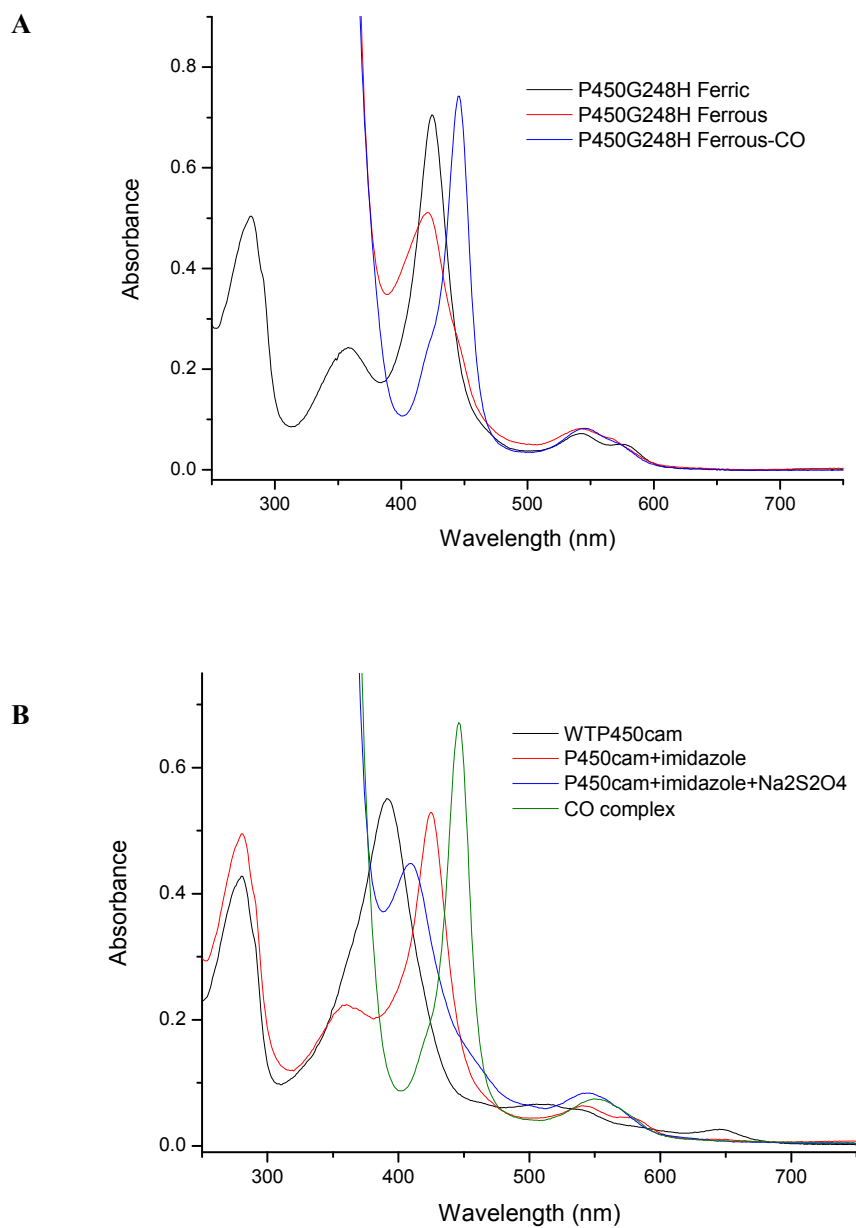 A
0.8
0.6
0.4
0.2
0.0
Absorbance
P450G248H Ferric
P450G248H Ferrous
P450G248H Ferrous-CO
300
400
500
600
700
Wavelength (nm)
B
0.6
0.4
0.2
0.0
Absorbance
WTP450cam
P450cam+imidazole
P450cam+imidazole+Na2S2O4
CO complex
300
400
500
600
700
Wavelength (nm)